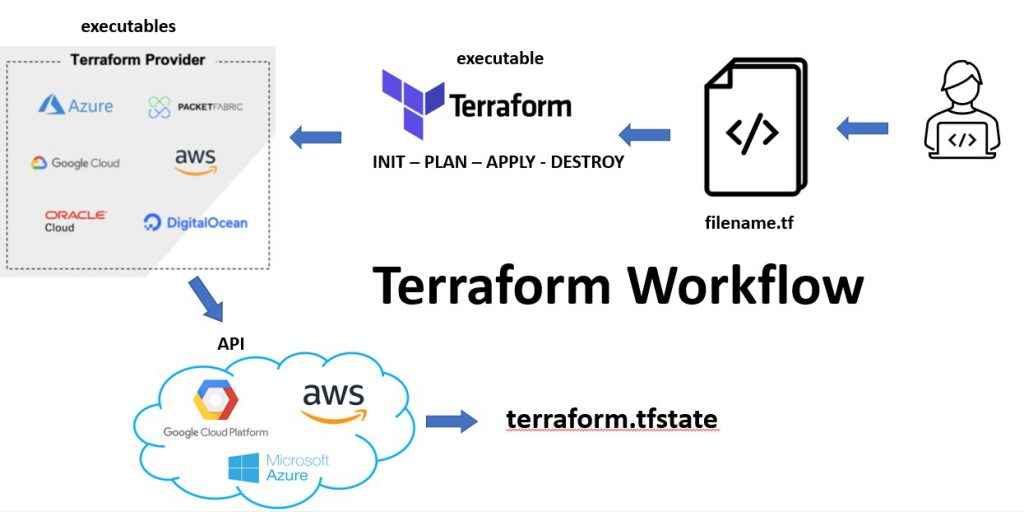 executables
Terraform Provider
Azure
PACKETFABRIC
Google Cloud
aws
ORACLE
Cloud
DigitalOcean
executable
Terraform
INIT – PLAN – APPLY - DESTROY
</>
filename.tf
</>
Terraform Workflow
API
Google Cloud Platform
aws
Microsoft
Azure
terraform.tfstate